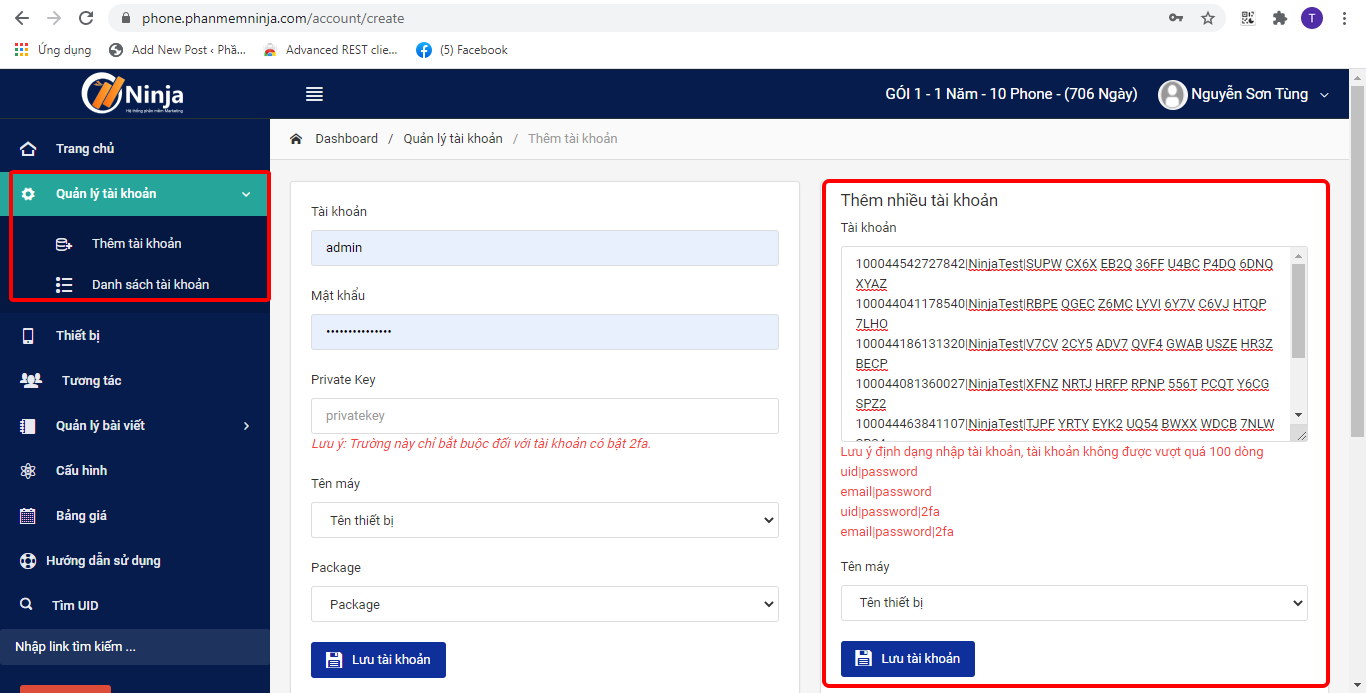 phone.phanmemninja.com/account/create
T
Ứng dụng
Add New Post ‹ Phầ...
Advanced REST clie...
(5) Facebook
Ninja
Hệ thống phần mềm Marketing
GÓI 1 - 1 Năm - 10 Phone - (706 Ngày)
Nguyễn Sơn Tùng
Trang chủ
Quản lý tài khoản
Thêm tài khoản
Danh sách tài khoản
Thiết bị
Tương tác
Quản lý bài viết
Cấu hình
Bảng giá
Hướng dẫn sử dụng
Tìm UID
Nhập link tìm kiếm ...
Dashboard / Quản lý tài khoản / Thêm tài khoản
Tài khoản
admin
Mật khẩu
•••••••••••••••
Private Key
privatekey
Lưu ý: Trường này chỉ bắt buộc đối với tài khoản có bật 2fa.
Tên máy
Tên thiết bị
Package
Package
Lưu tài khoản
Thêm nhiều tài khoản
Tài khoản
100044542727842|NinjaTest|SUPW CX6X EB2Q 36FF U4BC P4DQ 6DNQ
XYAZ
100044041178540|NinjaTest|RBPE QGEC Z6MC LYVI 6Y7V C6VJ HTQP
7LHO
100044186131320|NinjaTest|V7CV 2CY5 ADV7 QVF4 GWAB USZE HR3Z
BECP
100044081360027|NinjaTest|XFNZ NRTJ HRFP RPNP 556T PCQT Y6CG
SPZ2
100044463841107|NinjaTest|TJPF YRTY EYK2 UQ54 BWXX WDCB 7NLW
Lưu ý định dạng nhập tài khoản, tài khoản không được vượt quá 100 dòng
uid|password
email|password
uid|password|2fa
email|password|2fa
Tên máy
Tên thiết bị
Lưu tài khoản